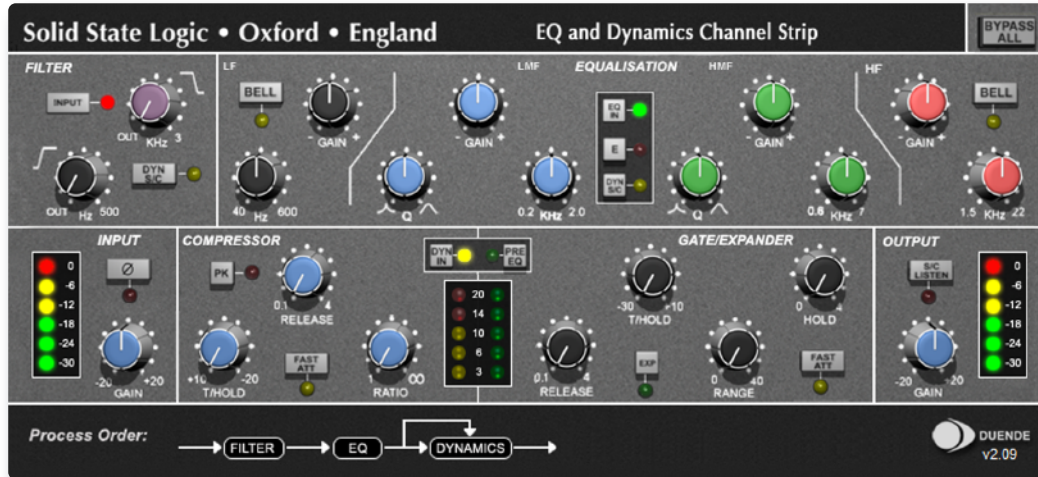 Solid State Logic • Oxford • England
EQ and Dynamics Channel Strip
BYPASS
ALL
FILTER
INPUT
OUT KHz 3
DYN
S/C
OUT Hz 500
LF
BELL
- GAIN +
40 Hz 600
LMF
- GAIN +
Q
0.2 KHz 2.0
EQUALISATION
EQ
IN
E
DYN
S/C
HMF
- GAIN +
Q
0.6 KHz 7
HF
GAIN +
BELL
1.5 KHz 22
INPUT
0
-6
-12
-18
-24
-30
Ø
-20 +20
GAIN
COMPRESSOR
PK
0.1 4
RELEASE
+10 -20
T/HOLD
FAST
ATT
1 ∞
RATIO
DYN
IN
PRE
EQ
20
14
10
6
3
GATE/EXPANDER
-30 +10
T/HOLD
0 4
HOLD
0.1 4
RELEASE
EXP
0 40
RANGE
FAST
ATT
OUTPUT
S/C
LISTEN
-20 +20
GAIN
0
-6
-12
-18
-24
-30
Process Order:
FILTER
EQ
DYNAMICS
DUENDE
v2.09